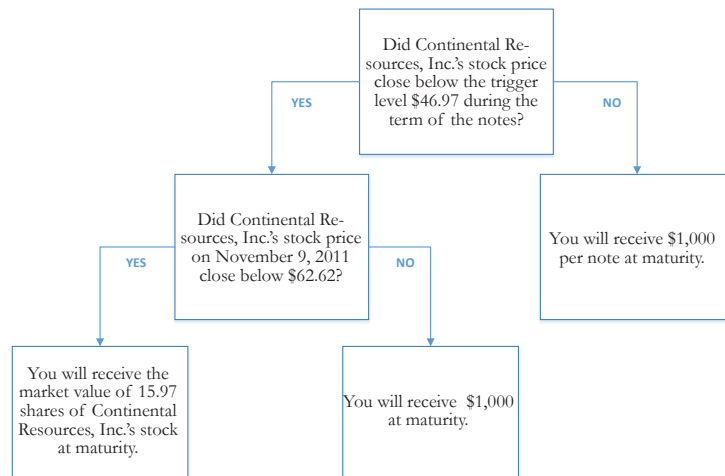 Did Continental Re-
sources, Inc.'s stock price
close below the trigger
level $46.97 during the
term of the notes?
YES
NO
Did Continental Re-
sources, Inc.'s stock price
on November 9, 2011
close below $62.62?
You will receive $1,000
per note at maturity.
YES
NO
You will receive the
market value of 15.97
shares of Continental
Resources, Inc.'s stock
at maturity.
You will receive $1,000
at maturity.